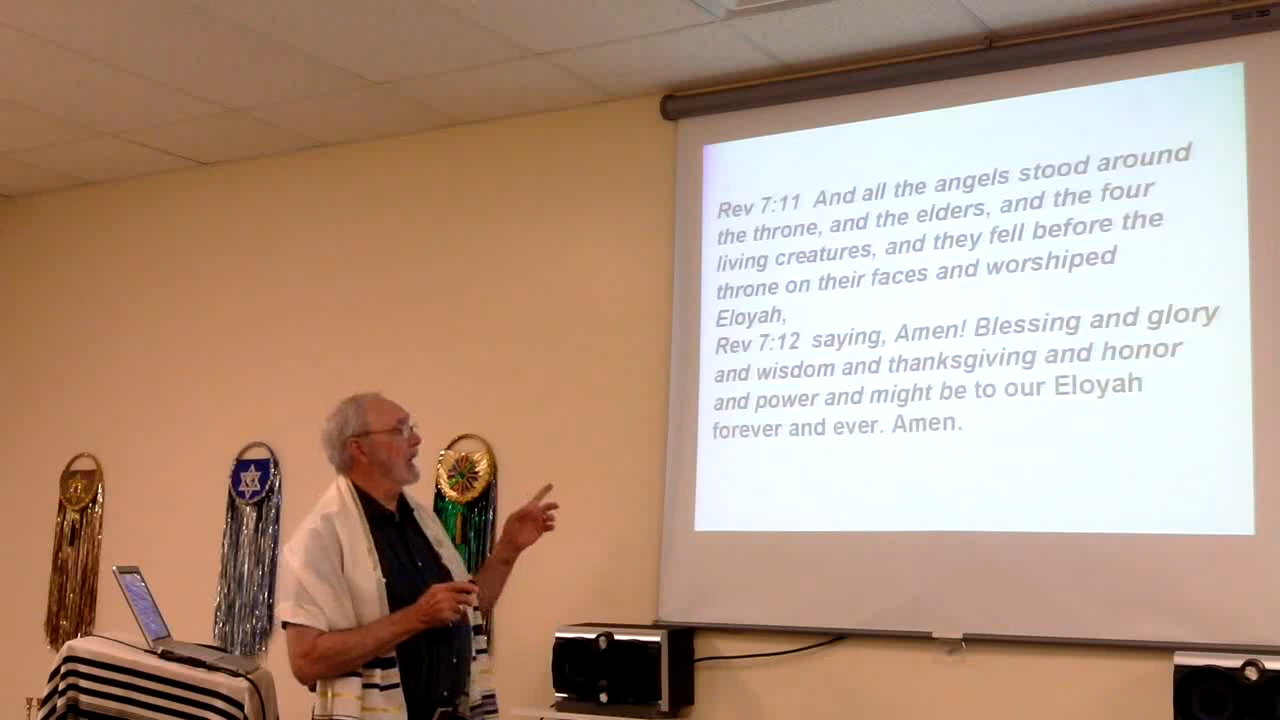 Rev 7:11 And all the angels stood around
the throne, and the elders, and the four
living creatures, and they fell before the
throne on their faces and worshiped
Eloyah,
Rev 7:12 saying, Amen! Blessing and glory
and wisdom and thanksgiving and honor
and power and might be to our Eloyah
forever and ever. Amen.